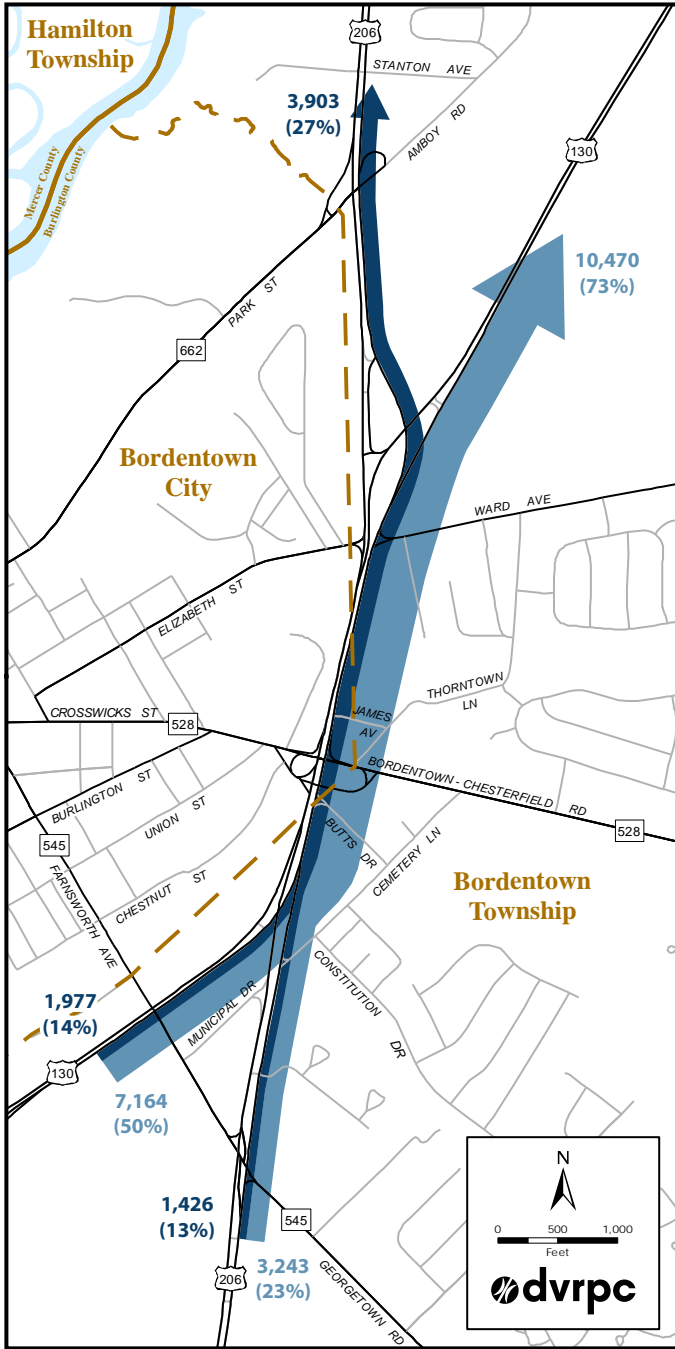 Hamilton
Township
206
STANTON AVE
3,903
(27%)
AMBOY RD
130
Mercer County
Burlington County
10,470
(73%)
PARK ST
662
Bordentown
City
WARD AVE
ELIZABETH ST
THORNTOWN
LN
CROSSWICKS ST
528
JAMES
AV
BORDENTOWN - CHESTERFIELD RD
528
BURLINGTON ST
UNION ST
BUTTS DR
CEMETERY LN
545
FARNSWORTH AVE
CHESTNUT ST
Bordentown
Township
CONSTITUTION
DR
1,977
(14%)
MUNICIPAL DR
130
7,164
(50%)
1,426
(13%)
545
3,243
(23%)
206
GEORGETOWN RD
N
0 500 1,000
Feet
dvrpc